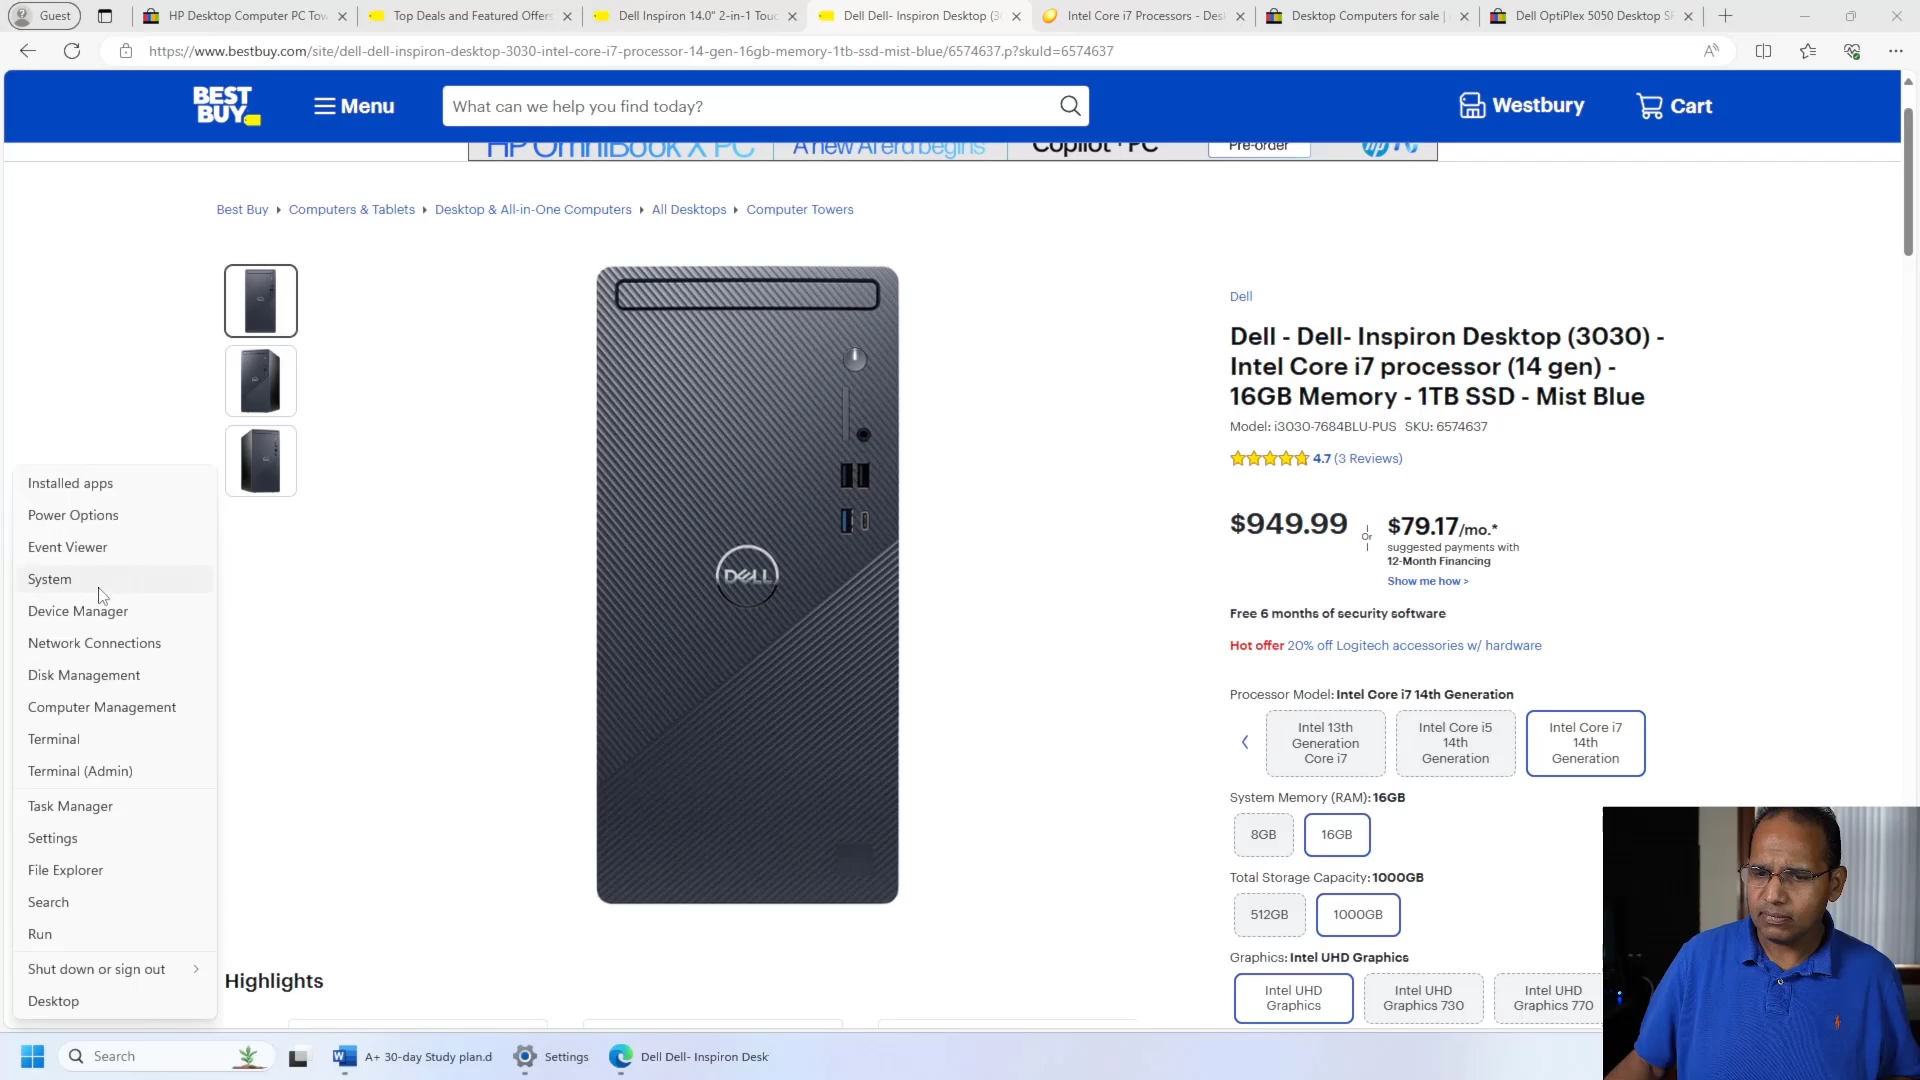 Guest
HP Desktop Computer PC Tow
Top Deals and Featured Offers
Dell Inspiron 14.0" 2-in-1 Touc
Dell Dell- Inspiron Desktop (3
Intel Core i7 Processors - Desk
Desktop Computers for sale |
Dell OptiPlex 5050 Desktop SF
https://www.bestbuy.com/site/dell-dell-inspiron-desktop-3030-intel-core-i7-processor-14-gen-16gb-memory-1tb-ssd-mist-blue/6574637.p?skuId=6574637
BEST BUY
Menu
What can we help you find today?
Westbury
Cart
HP OmniBook X PC
A new AI era begins
Copilot+PC
Pre-order
hp
Best Buy
Computers & Tablets
Desktop & All-in-One Computers
All Desktops
Computer Towers
DELL
Dell
Dell - Dell- Inspiron Desktop (3030) -
Intel Core i7 processor (14 gen) -
16GB Memory - 1TB SSD - Mist Blue
Model: i3030-7684BLU-PUS SKU: 6574637
4.7 (3 Reviews)
$949.99
Or
$79.17/mo.*
suggested payments with
12-Month Financing
Show me how >
Free 6 months of security software
Hot offer 20% off Logitech accessories w/ hardware
Processor Model: Intel Core i7 14th Generation
Intel 13th
Generation
Core i7
Intel Core i5
14th
Generation
Intel Core i7
14th
Generation
System Memory (RAM): 16GB
8GB
16GB
Total Storage Capacity: 1000GB
512GB
1000GB
Graphics: Intel UHD Graphics
Intel UHD
Graphics
Intel UHD
Graphics 730
Intel UHD
Graphics 770
Installed apps
Power Options
Event Viewer
System
Device Manager
Network Connections
Disk Management
Computer Management
Terminal
Terminal (Admin)
Task Manager
Settings
File Explorer
Search
Run
Shut down or sign out
Desktop
Highlights
Search
A+ 30-day Study plan.d
Settings
Dell Dell- Inspiron Desk